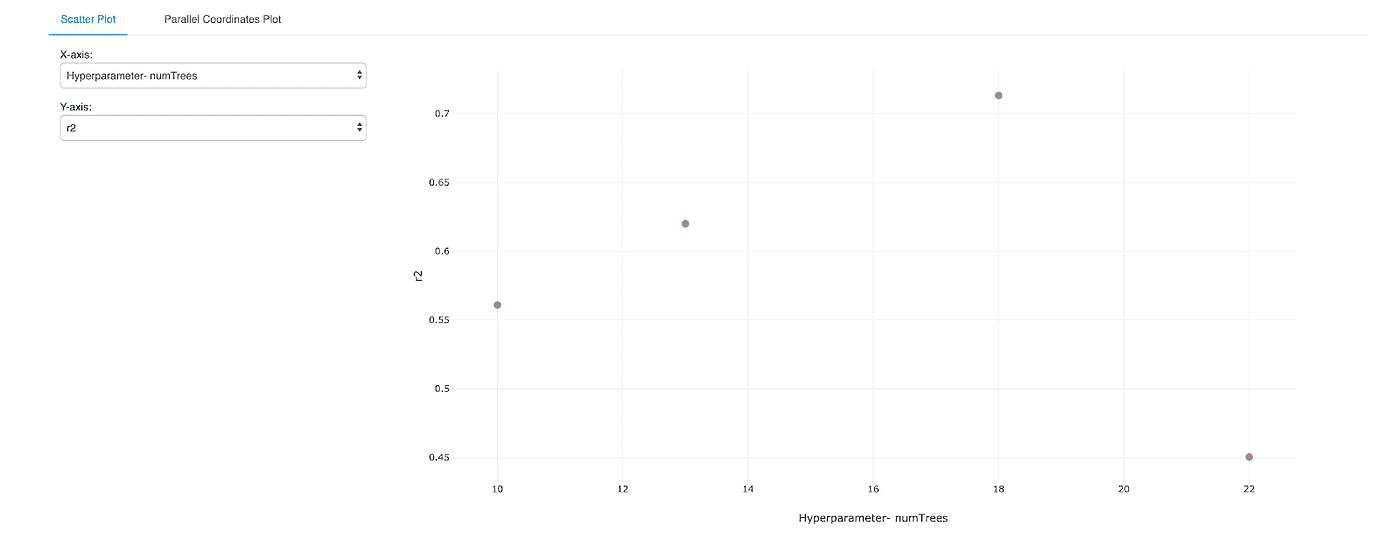 Scatter Plot
Parallel Coordinates Plot
X-axis:
Hyperparameter- numTrees
Y-axis:
r2
0.7
0.65
0.6
0.55
0.5
0.45
r2
10
12
14
16
18
20
22
Hyperparameter- numTrees